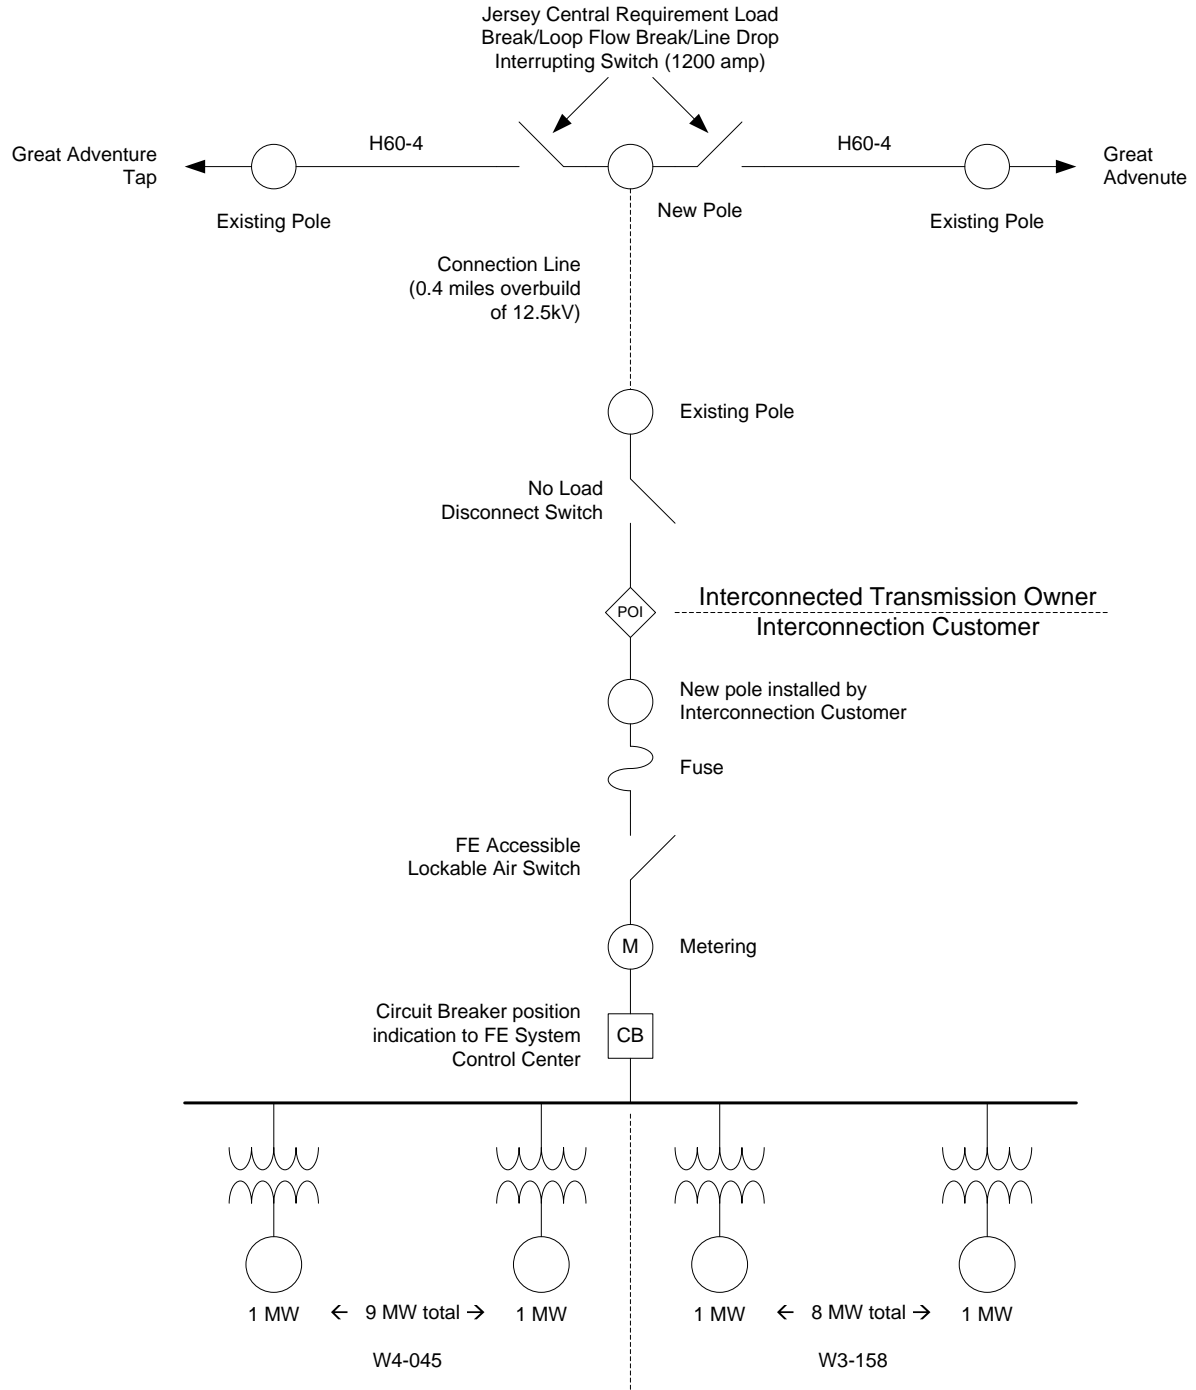 Jersey Central Requirement Load
Break/Loop Flow Break/Line Drop
Interrupting Switch (1200 amp)
Great Adventure
Tap
H60-4
H60-4
Great
Advenute
Existing Pole
New Pole
Existing Pole
Connection Line
(0.4 miles overbuild
of 12.5kV)
Existing Pole
No Load
Disconnect Switch
POI
Interconnected Transmission Owner
Interconnection Customer
New pole installed by
Interconnection Customer
Fuse
FE Accessible
Lockable Air Switch
M
Metering
Circuit Breaker position
indication to FE System
Control Center
CB
1 MW ← 9 MW total → 1 MW
1 MW ← 8 MW total → 1 MW
W4-045
W3-158